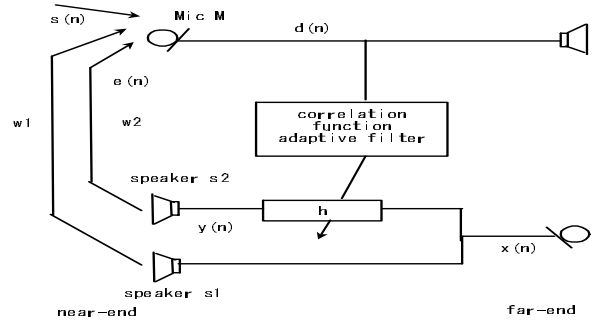 s(n)
Mic M
d(n)
e(n)
w1
w2
correlation
function
adaptive filter
speaker s2
h
y(n)
x(n)
speaker s1
near-end
far-end